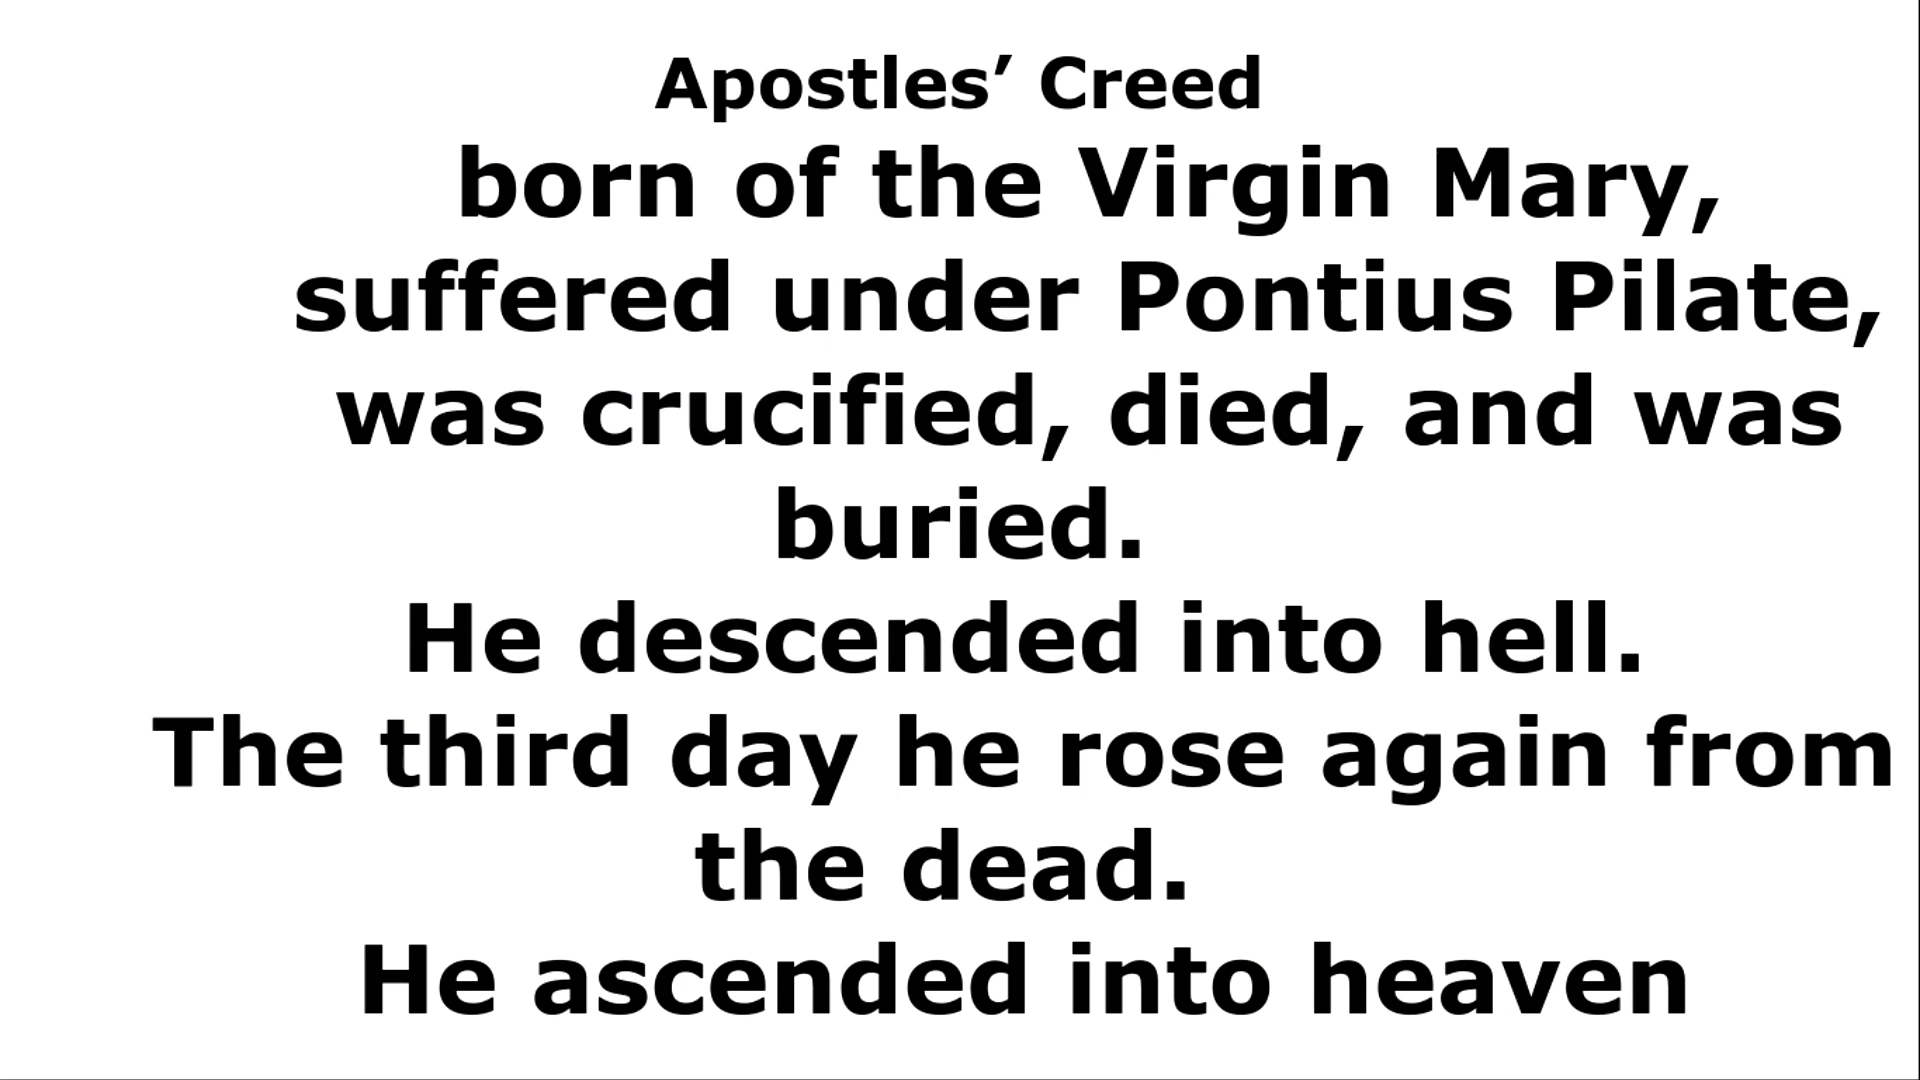 Apostles’ Creed
born of the Virgin Mary,
suffered under Pontius Pilate,
was crucified, died, and was
buried.
He descended into hell.
The third day he rose again from
the dead.
He ascended into heaven